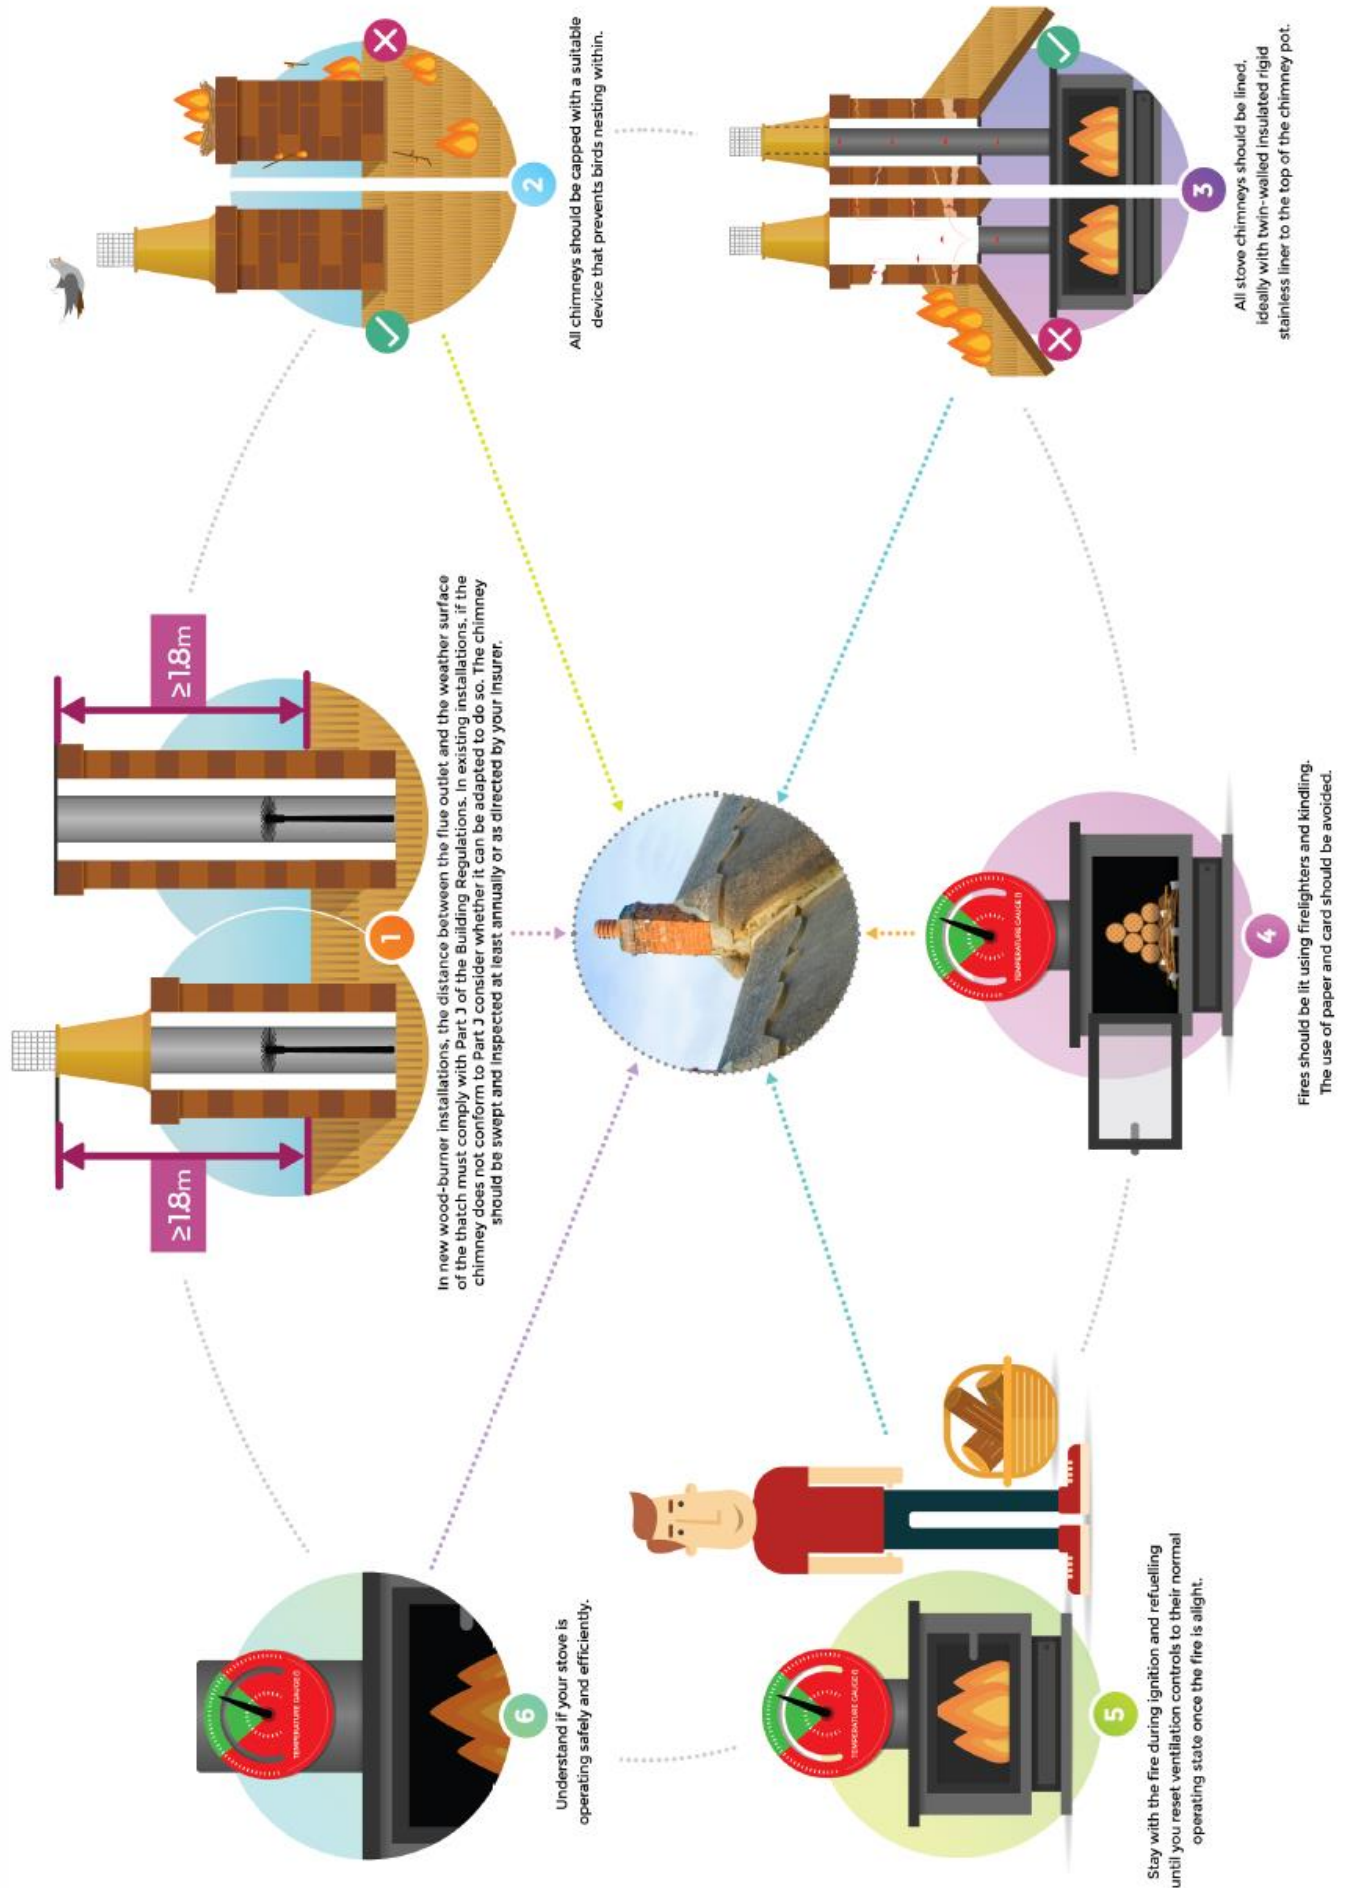 ≥1.8m
≥1.8m
1
In new wood-burner installations, the distance between the flue outlet and the weather surface
of the thatch must comply with Part J of the Building Regulations. In existing installations, if the
chimney does not conform to Part J consider whether it can be adapted to do so. The chimney
should be swept and inspected at least annually or as directed by your insurer.
2
All chimneys should be capped with a suitable
device that prevents birds nesting within.
3
All stove chimneys should be lined,
ideally with twin-walled insulated rigid
stainless liner to the top of the chimney pot.
TEMPERATURE GAUGE
4
Fires should be lit using firelighters and kindling.
The use of paper and card should be avoided.
TEMPERATURE GAUGE
5
Stay with the fire during ignition and refuelling
until you reset ventilation controls to their normal
operating state once the fire is alight.
TEMPERATURE GAUGE
6
Understand if your stove is
operating safely and efficiently.